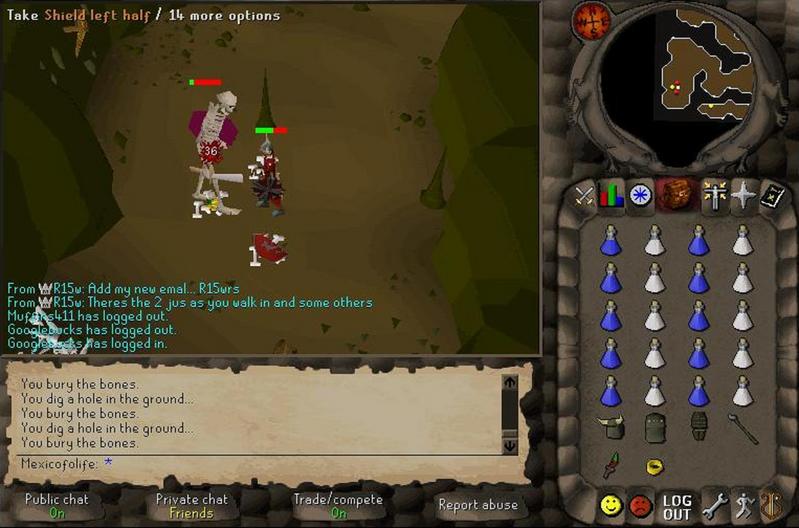 Take Shield left half / 14 more options
W N E S
36
From R15w: Add my new emal... R15wrs
From R15w: Theres the 2 jus as you walk in and some others
Muffins411 has logged out.
Googlebucks has logged out.
Googlebucks has logged in.
You bury the bones.
You dig a hole in the ground...
You bury the bones.
You dig a hole in the ground...
You bury the bones.
Mexicofolife: *
Public chat
On
Private chat
Friends
Trade/compete
On
Report abuse
LOG
OUT